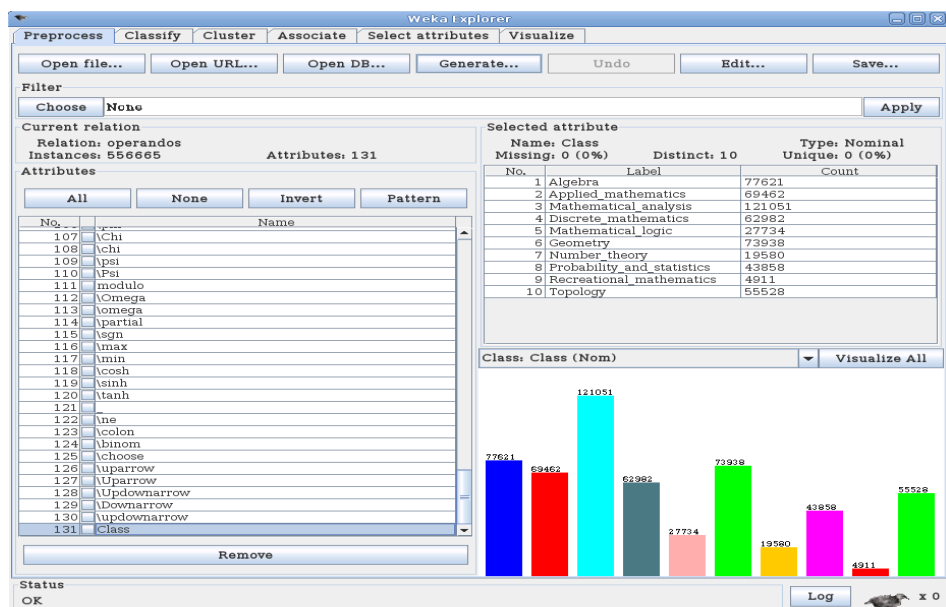 Weka Explorer
Preprocess Classify Cluster Associate Select attributes Visualize
Open file... Open URL... Open DB... Generate... Undo Edit... Save...
Filter
Choose None Apply
Current relation
Relation: operandos
Instances: 556665 Attributes: 131
Attributes
All None Invert Pattern
No. Name
107 \Chi
108 \chi
109 \psi
110 \Psi
111 modulo
112 \Omega
113 \omega
114 \partial
115 \sgn
116 \max
117 \min
118 \cosh
119 \sinh
120 \tanh
121 _
122 \ne
123 \colon
124 \binom
125 \choose
126 \uparrow
127 \Uparrow
128 \Updownarrow
129 \Downarrow
130 \updownarrow
131 Class
Remove
Selected attribute
Name: Class Type: Nominal
Missing: 0 (0%) Distinct: 10 Unique: 0 (0%)
No. Label Count
1 Algebra 77621
2 Applied_mathematics 69462
3 Mathematical_analysis 121051
4 Discrete_mathematics 62982
5 Mathematical_logic 27734
6 Geometry 73938
7 Number_theory 19580
8 Probability_and_statistics 43858
9 Recreational_mathematics 4911
10 Topology 55528
Class: Class (Nom) Visualize All
77621
69462
121051
62982
27734
73938
19580
43858
4911
55528
Status
OK
Log x 0